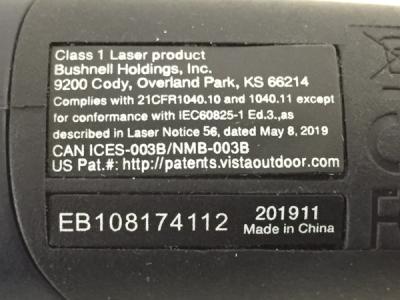 Class 1 Laser product
Bushnell Holdings, Inc.
9200 Cody, Overland Park, KS 66214
Complies with 21CFR1040.10 and 1040.11 except
for conformance with iEC60825-1 Ed.3.,as
described in Laser Notice 56, dated May 8, 2019
CAN ICES-003B/NMB-003B
US Pat.#: http://patents.vistaoutdoor.com
EB108174112
201911
Made in China